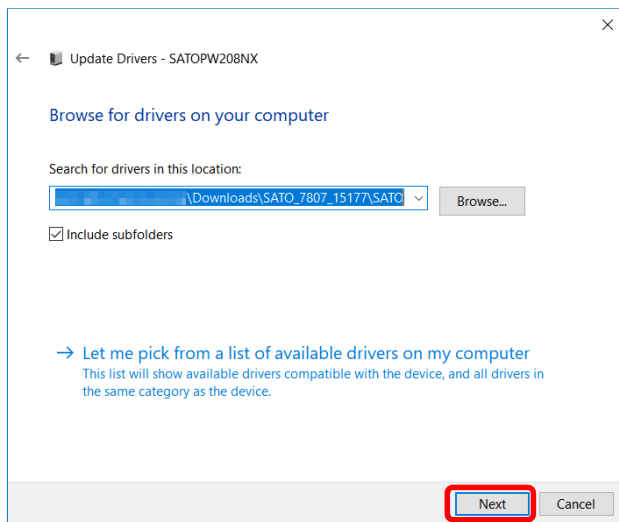 Update Drivers - SATOPW208NX
Browse for drivers on your computer
Search for drivers in this location:
\Downloads\SATO_7807_15177\SATO
Browse...
Include subfolders
Let me pick from a list of available drivers on my computer
This list will show available drivers compatible with the device, and all drivers in
the same category as the device.
Next
Cancel